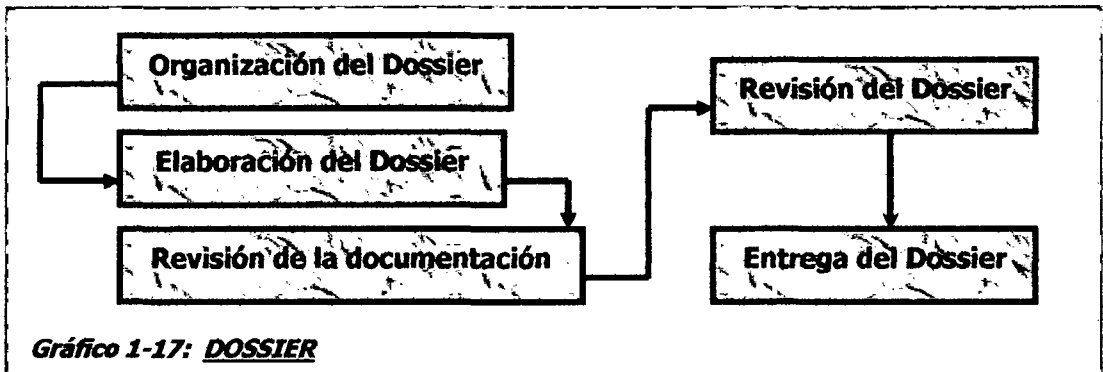 Organización del Dossier
Elaboración del Dossier
Revisión de la documentación
Revisión del Dossier
Entrega del Dossier
Gráfico 1-17: DOSSIER